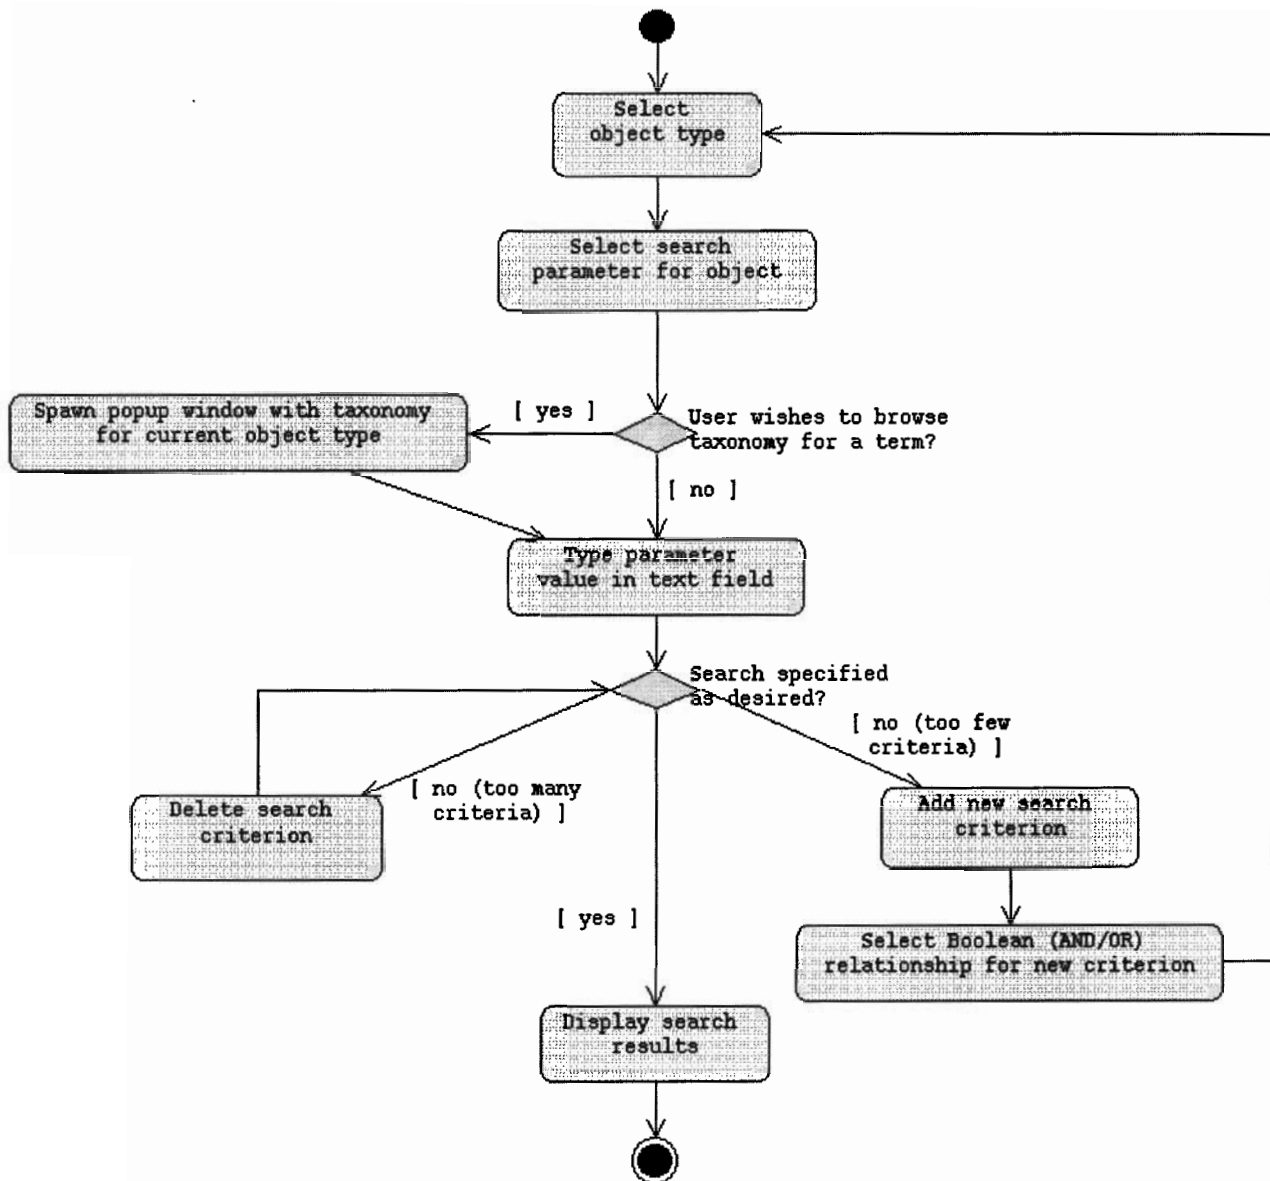 Select
object type
Select search
parameter for object
Spawn popup window with taxonomy
for current object type
[ yes ]
User wishes to browse
taxonomy for a term?
[ no ]
Type parameter
value in text field
Search specified
as desired?
[ no (too few
criteria) ]
[ no (too many
criteria) ]
Delete search
criterion
Add new search
criterion
[ yes ]
Select Boolean (AND/OR)
relationship for new criterion
Display search
results